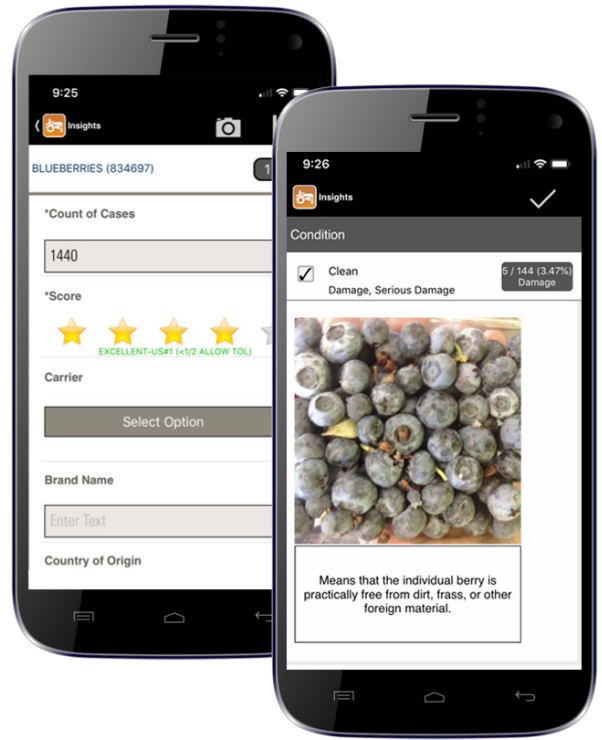 9:25
Insights
BLUEBERRIES (834697)
1
*Count of Cases
1440
*Score
EXCELLENT-US#1 (<1/2 ALLOW TOL)
Carrier
Select Option
Brand Name
Enter Text
Country of Origin
9:26
Insights
Condition
Clean
Damage, Serious Damage
5 / 144 (3.47%)
Damage
Means that the individual berry is
practically free from dirt, frass, or other
foreign material.